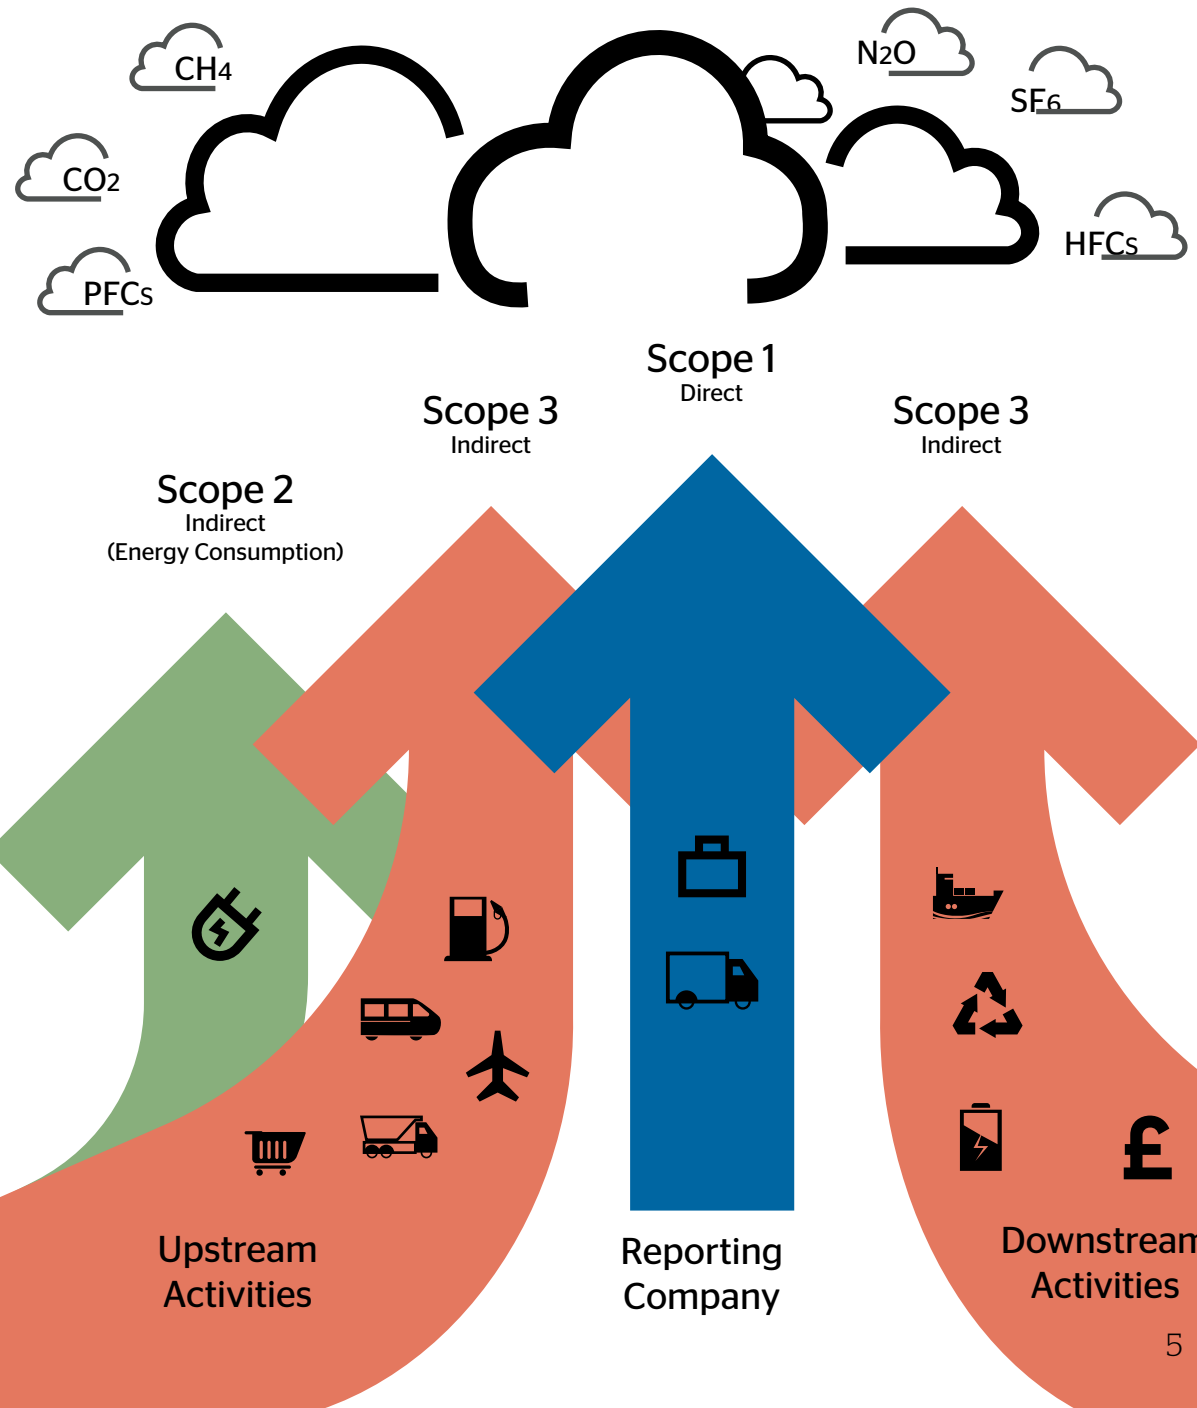 CH4
N2O
SF6
CO2
HFCs
PFCs
Scope 1
Direct
Scope 3
Indirect
Scope 3
Indirect
Scope 2
Indirect
(Energy Consumption)
£
Upstream
Activities
Reporting
Company
Downstream
Activities
5